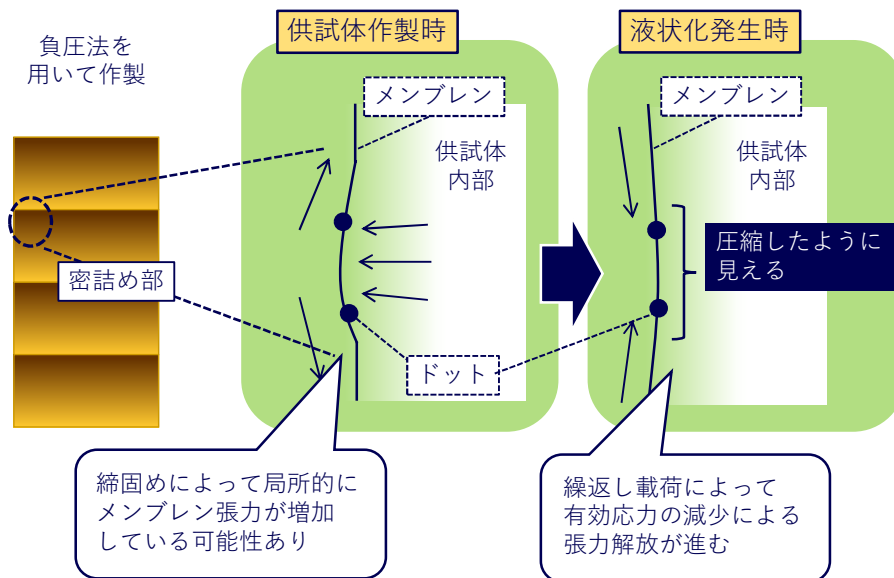 負圧法を
用いて作製
密詰め部
供試体作製時
メンブレン
供試体
内部
ドット
締固めによって局所的に
メンブレン張力が増加
している可能性あり
液状化発生時
メンブレン
供試体
内部
圧縮したように
見える
繰返し載荷によって
有効応力の減少による
張力解放が進む